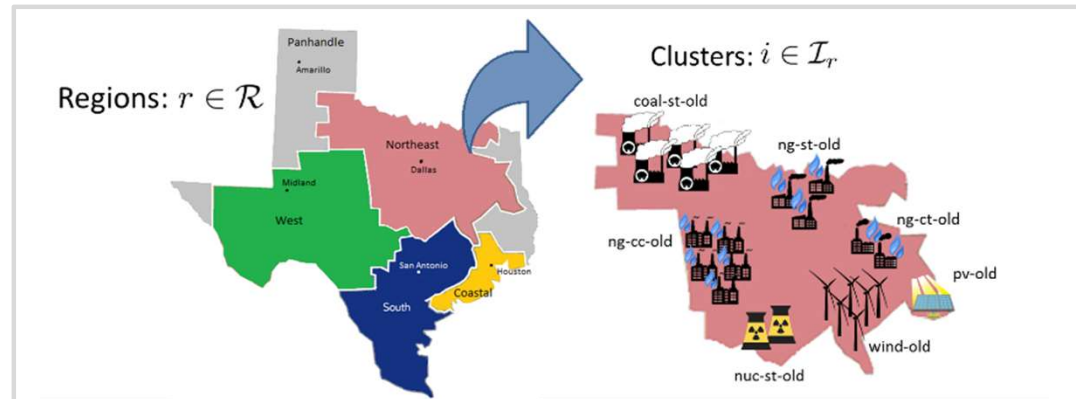 Regions: r ∈ ℛ
Panhandle
Amarillo
Northeast
Dallas
Midland
West
San Antonio
Houston
Coastal
South
Clusters: i ∈ ℐ_r
coal-st-old
ng-st-old
ng-ct-old
ng-cc-old
pv-old
wind-old
nuc-st-old